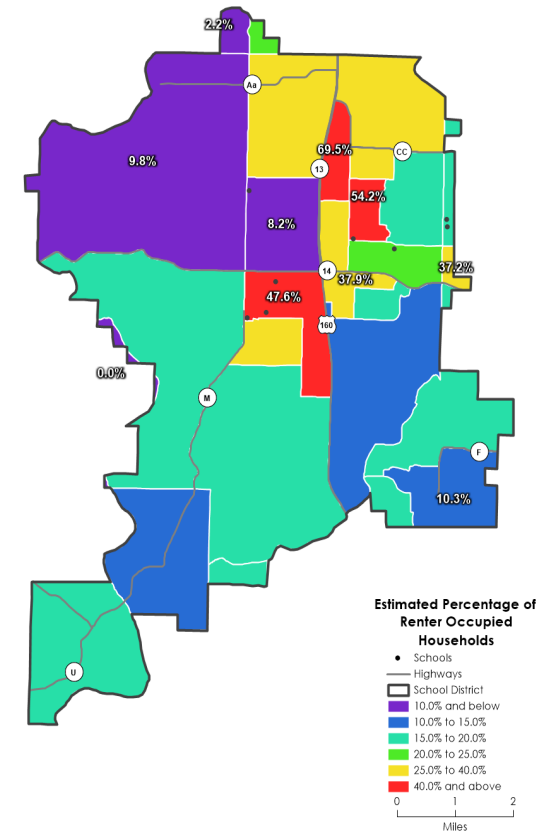 2.2%
Aa
69.5%
CC
9.8%
13
54.2%
8.2%
14
37.2%
37.9%
47.6%
160
0.0%
M
F
10.3%
U
Estimated Percentage of
Renter Occupied
Households
Schools
Highways
School District
10.0% and below
10.0% to 15.0%
15.0% to 20.0%
20.0% to 25.0%
25.0% to 40.0%
40.0% and above
0 1 2
Miles